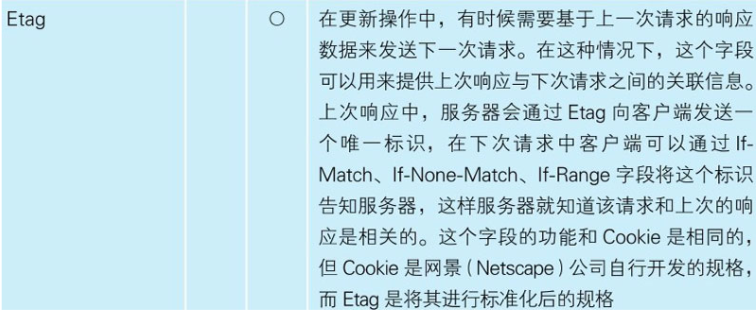 Etag
○
在更新操作中，有时候需要基于上一次请求的响应
数据来发送下一次请求。在这种情况下，这个字段
可以用来提供上次响应与下次请求之间的关联信息。
上次响应中，服务器会通过 Etag 向客户端发送一
个唯一标识，在下次请求中客户端可以通过 If-
Match、If-None-Match、If-Range 字段将这个标识
告知服务器，这样服务器就知道该请求和上次的响
应是相关的。这个字段的功能和 Cookie 是相同的，
但 Cookie 是网景（Netscape）公司自行开发的规格，
而 Etag 是将其进行标准化后的规格